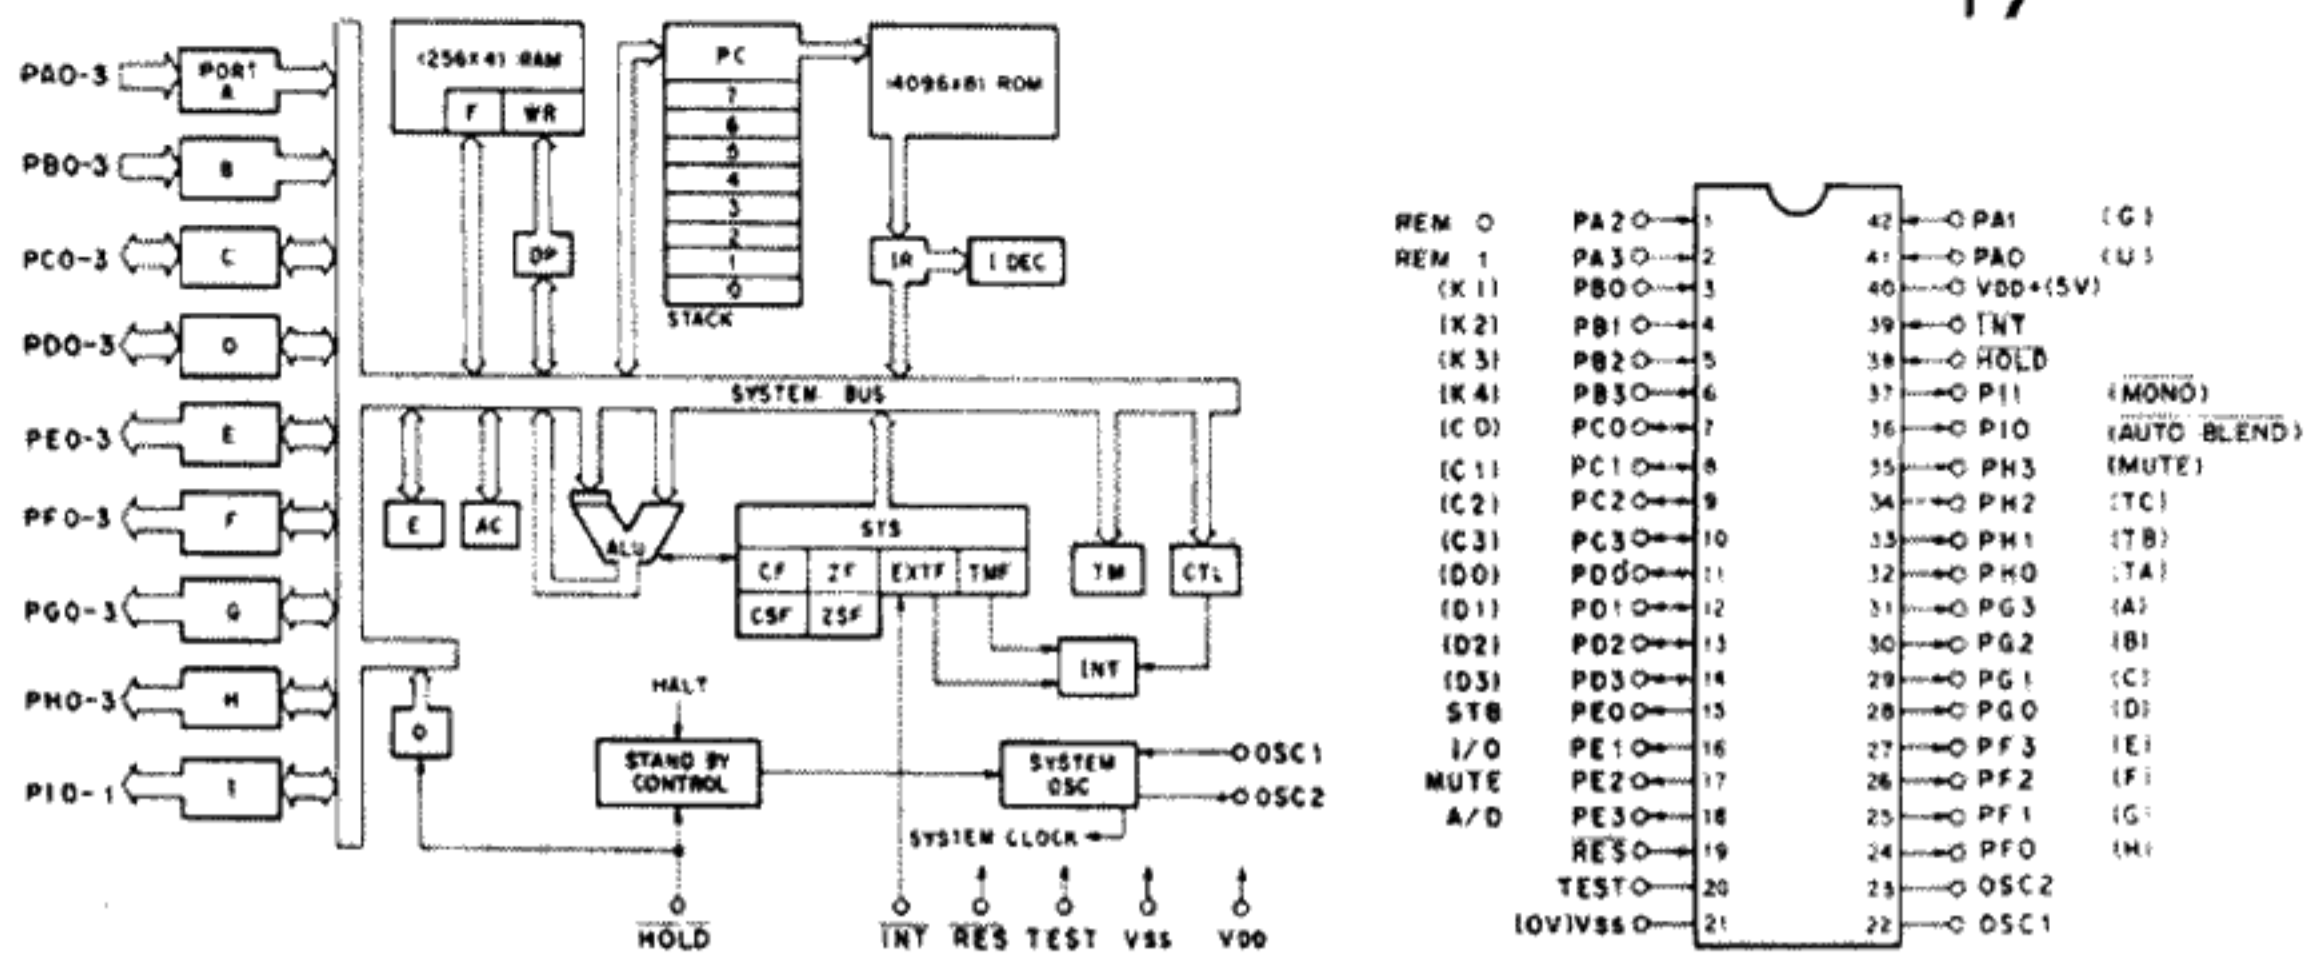 PA0-3
PORT A
PB0-3
B
PC0-3
C
PD0-3
D
PE0-3
E
PF0-3
F
PG0-3
G
PH0-3
H
PI0-1
I
(256×4) RAM
F WR
DP
PC
7
6
5
4
3
2
1
0
STACK
(4096×8) ROM
IR
I DEC
SYSTEM BUS
E
AC
ALU
STS
CF ZF EXTF TMF
CSF ZSF
TM
CTL
INT
HALT
STAND BY
CONTROL
SYSTEM
OSC
OSC1
OSC2
SYSTEM CLOCK
HOLD
INT RES TEST VSS VDD
REM 0 PA2 1 42 PA1 (G)
REM 1 PA3 2 41 PA0 (U)
(K1) PB0 3 40 VDD+(5V)
(K2) PB1 4 39 INT
(K3) PB2 5 38 HOLD
(K4) PB3 6 37 PI1 (MONO)
(C0) PC0 7 36 PI0 (AUTO BLEND)
(C1) PC1 8 35 PH3 (MUTE)
(C2) PC2 9 34 PH2 (TC)
(C3) PC3 10 33 PH1 (TB)
(D0) PD0 11 32 PH0 (TA)
(D1) PD1 12 31 PG3 (A)
(D2) PD2 13 30 PG2 (B)
(D3) PD3 14 29 PG1 (C)
STB PE0 15 28 PG0 (D)
I/O PE1 16 27 PF3 (E)
MUTE PE2 17 26 PF2 (F)
A/D PE3 18 25 PF1 (G)
RES 19 24 PF0 (H)
TEST 20 23 OSC2
(0V)VSS 21 22 OSC1